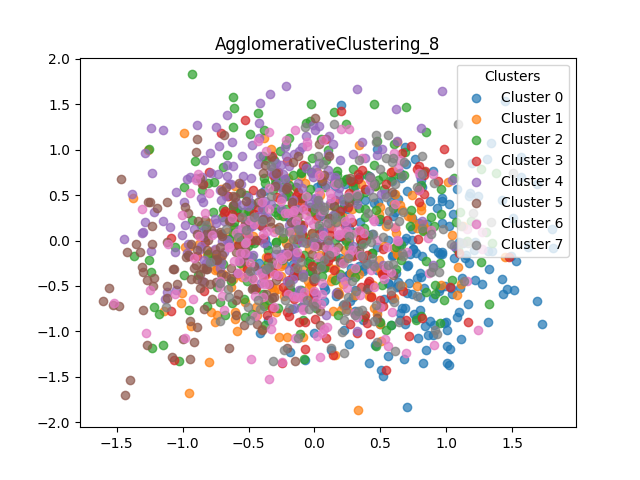 AgglomerativeClustering_8
Clusters
Cluster 0
Cluster 1
Cluster 2
Cluster 3
Cluster 4
Cluster 5
Cluster 6
Cluster 7
2.0
1.5
1.0
0.5
0.0
−0.5
−1.0
−1.5
−2.0
−1.5 −1.0 −0.5 0.0 0.5 1.0 1.5